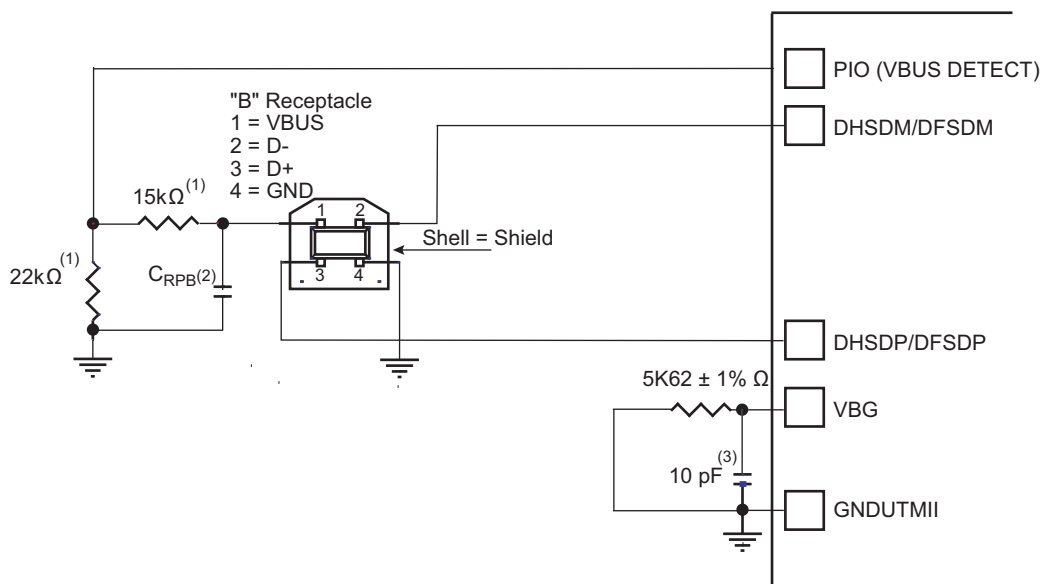 PIO (VBUS DETECT)
"B" Receptacle
1 = VBUS
2 = D-
3 = D+
4 = GND
DHSDM/DFSDM
15kΩ(1)
1 2
Shell = Shield
22kΩ(1)
CRPB(2)
3 4
DHSDP/DFSDP
5K62 ± 1% Ω
VBG
10 pF(3)
GNDUTMII